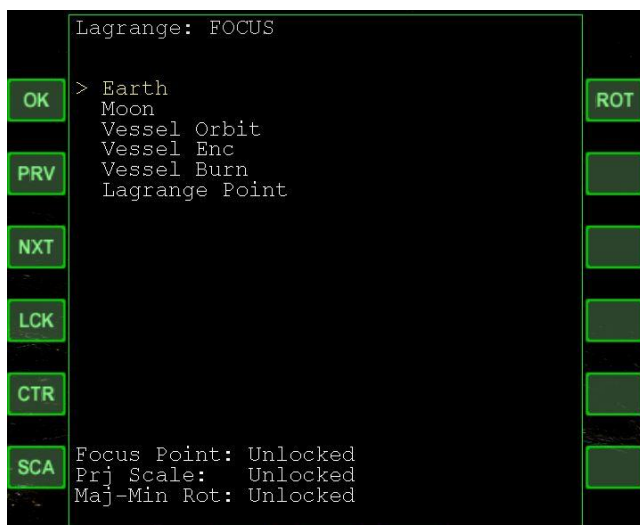 Lagrange: FOCUS
OK
> Earth
ROT
Moon
Vessel Orbit
Vessel Enc
PRV
Vessel Burn
Lagrange Point
NXT
LCK
CTR
Focus Point: Unlocked
SCA
Prj Scale: Unlocked
Maj-Min Rot: Unlocked